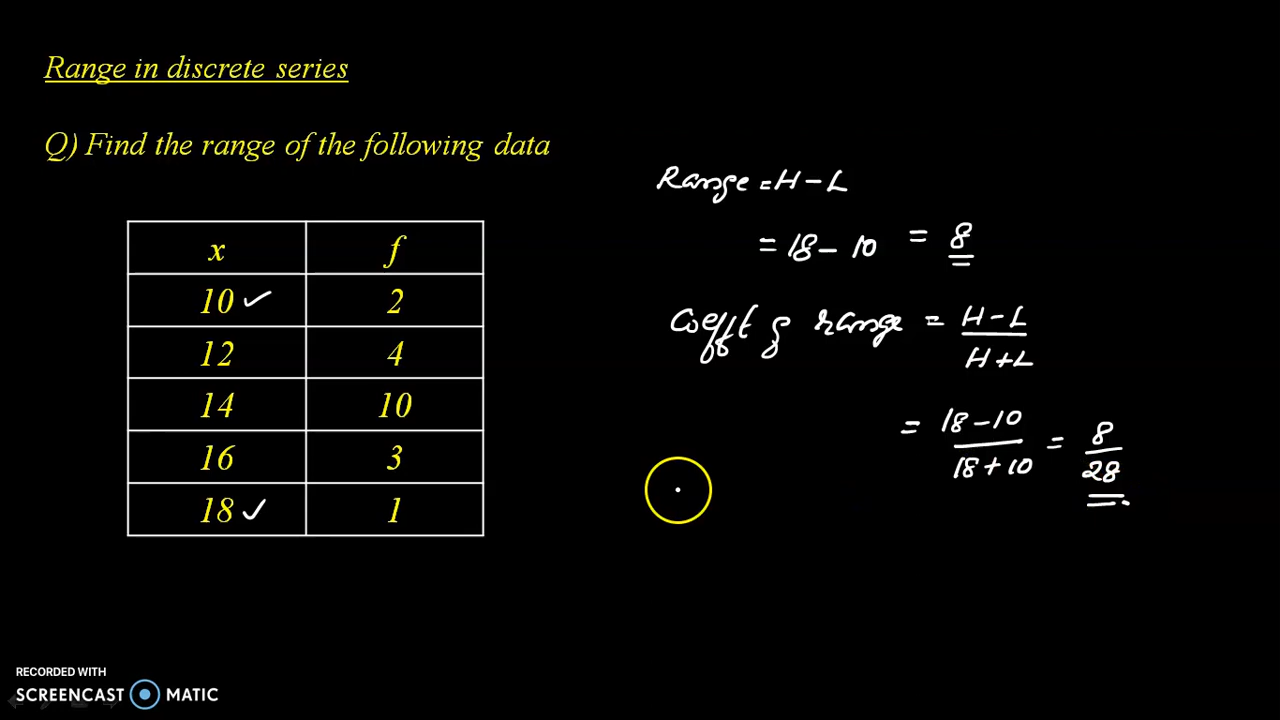 Range in discrete series
Q) Find the range of the following data
x f
10 ✓ 2
12 4
14 10
16 3
18 ✓ 1
Range = H - L
= 18 - 10 = 8
Coefft of range = H - L / H + L
= 18 - 10 / 18 + 10 = 8 / 28
RECORDED WITH
SCREENCAST MATIC